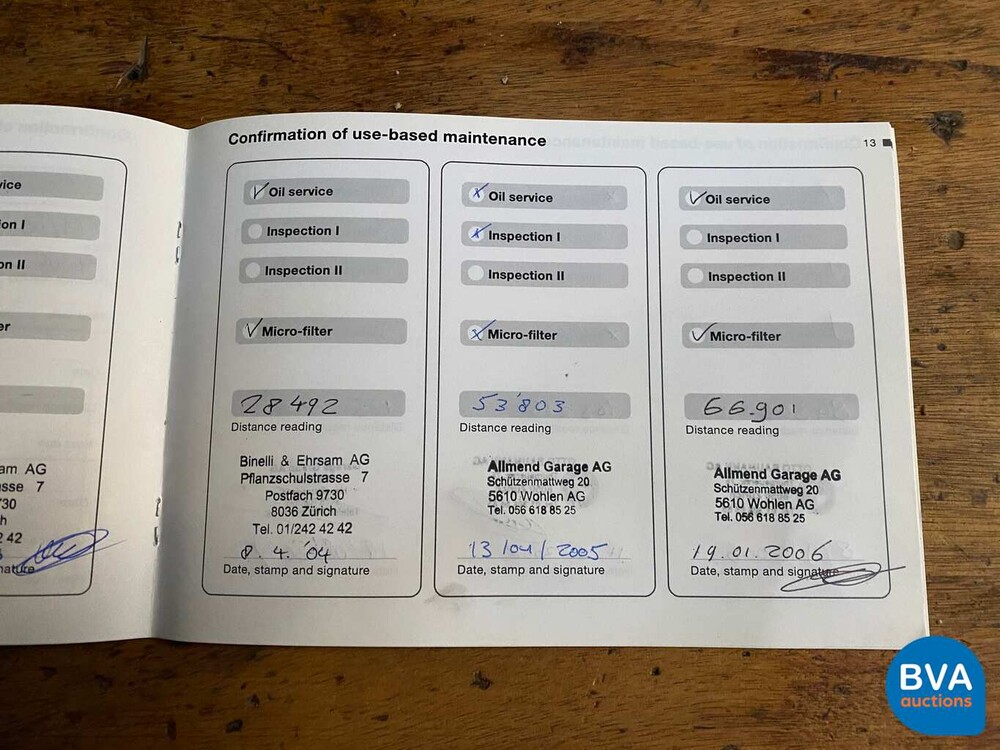 Confirmation of use-based maintenance
13
vice
on I
on II
er
am AG
sse 7
'30
h
2 42
nature
Oil service
Inspection I
Inspection II
Micro-filter
28492
Distance reading
Binelli & Ehrsam AG
Pflanzschulstrasse 7
Postfach 9730
8036 Zürich
Tel. 01/242 42 42
8. 4. '04
Date, stamp and signature
Oil service
Inspection I
Inspection II
Micro-filter
53'803
Distance reading
Allmend Garage AG
Schützenmattweg 20
5610 Wohlen AG
Tel. 056 618 85 25
13/04/2005
Date, stamp and signature
Oil service
Inspection I
Inspection II
Micro-filter
66.901
Distance reading
Allmend Garage AG
Schützenmattweg 20
5610 Wohlen AG
Tel. 056 618 85 25
19.01.2006
Date, stamp and signature
BVA
auctions